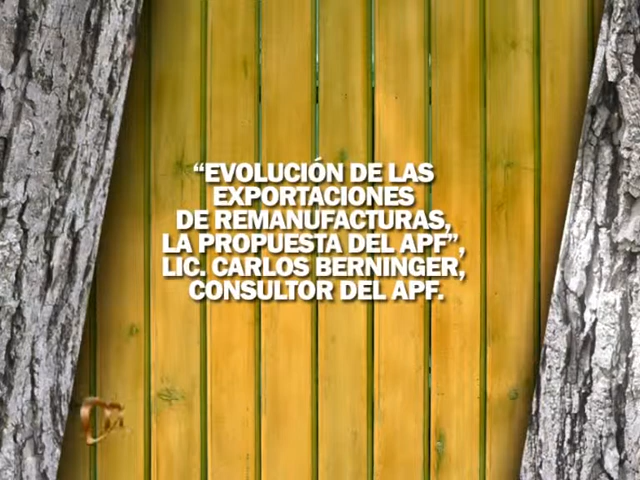 “EVOLUCIÓN DE LAS
EXPORTACIONES
DE REMANUFACTURAS,
LA PROPUESTA DEL APF”,
LIC. CARLOS BERNINGER,
CONSULTOR DEL APF.